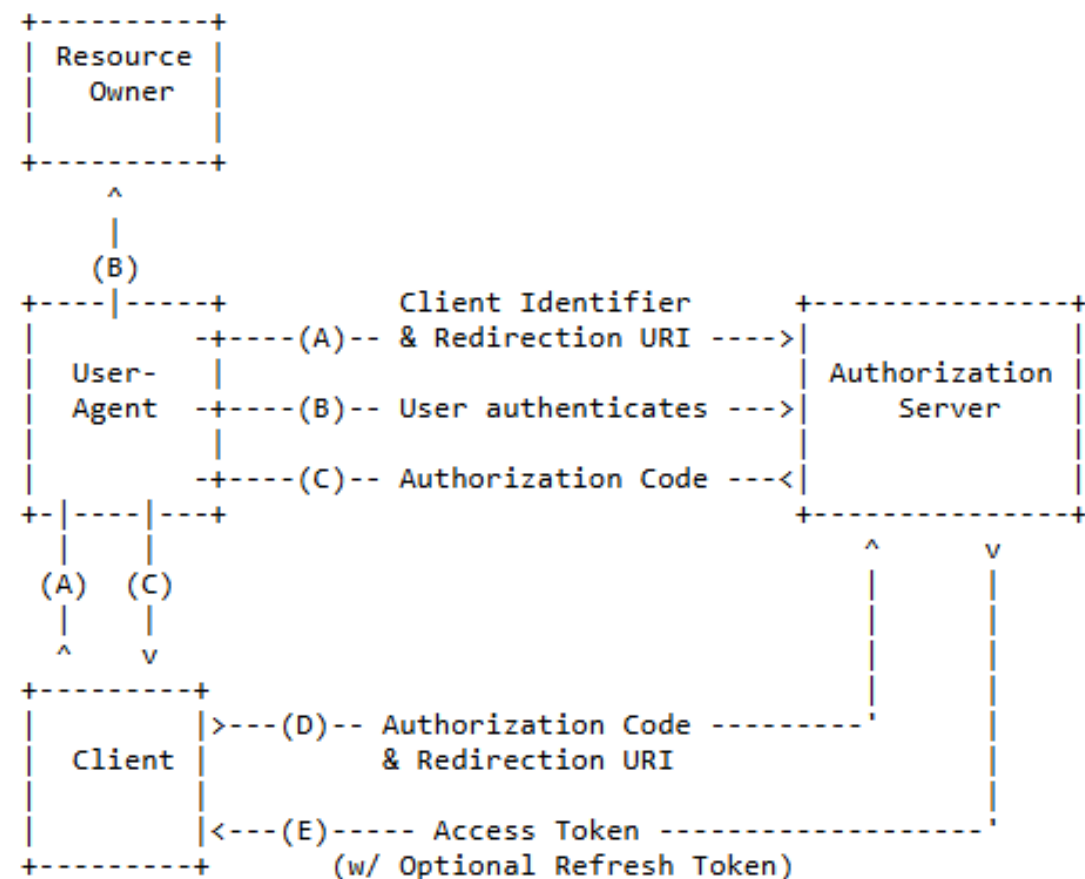 +----------+
| Resource |
|   Owner  |
|          |
+----------+
     ^
     |
    (B)
+----|-----+          Client Identifier      +---------------+
|         -+----(A)-- & Redirection URI ---->|               |
|  User-   |                                 | Authorization |
|  Agent  -+----(B)-- User authenticates --->|     Server    |
|          |                                 |               |
|         -+----(C)-- Authorization Code ---<|               |
+-|----|---+                                 +---------------+
  |    |                                         ^      v
 (A)  (C)                                        |      |
  |    |                                         |      |
  ^    v                                         |      |
+---------+                                      |      |
|         |>---(D)-- Authorization Code ---------'      |
|  Client |          & Redirection URI                  |
|         |                                             |
|         |<---(E)----- Access Token -------------------'
+---------+       (w/ Optional Refresh Token)